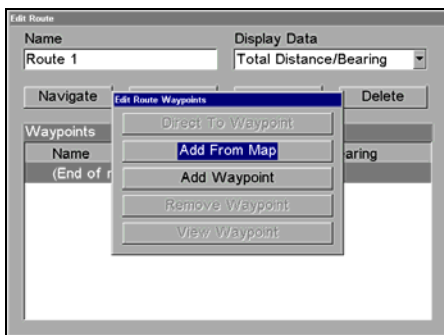 Edit Route
Name Display Data
Route 1 Total Distance/Bearing
Navigate Delete
Edit Route Waypoints
Direct To Waypoint
Waypoints
Add From Map
Name aring
Add Waypoint
(End of r
Remove Waypoint
View Waypoint